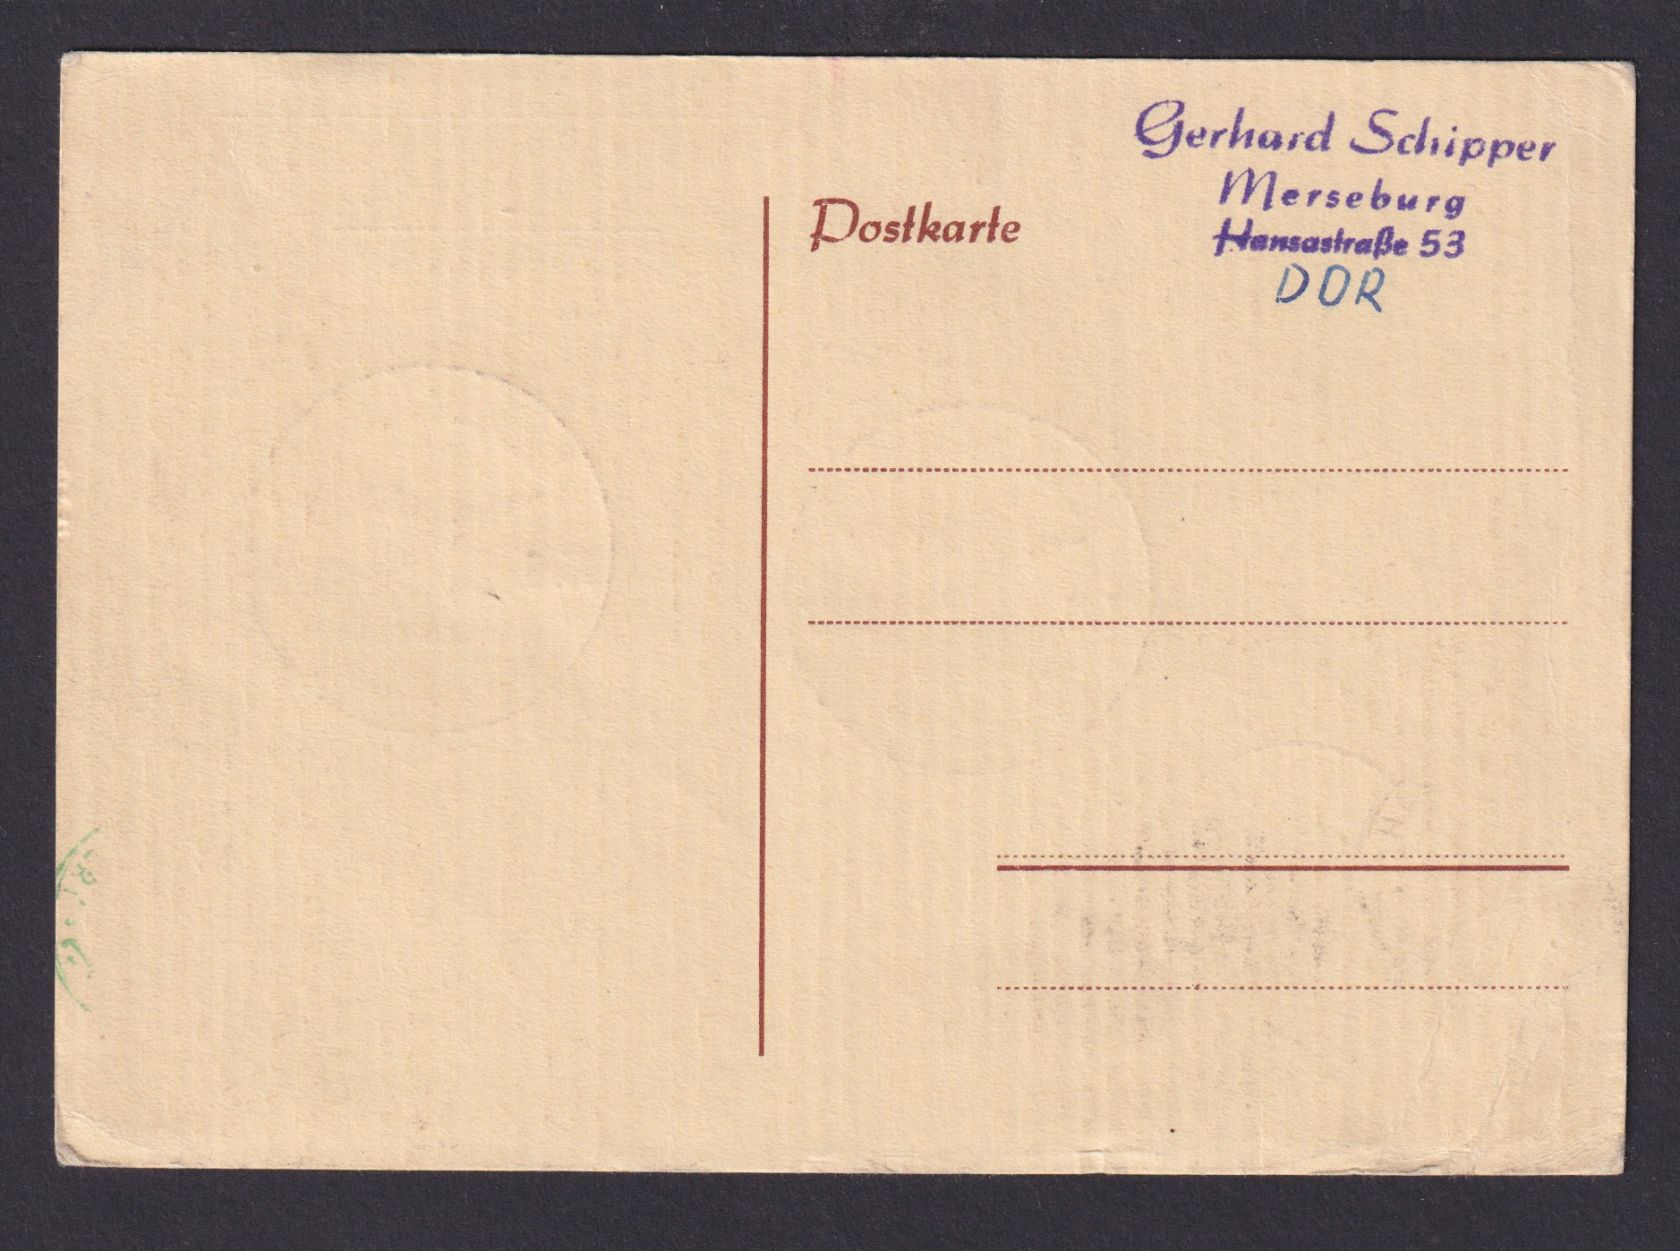 Gerhard Schipper
Merseburg
Hansastraße 53
DDR
Postkarte